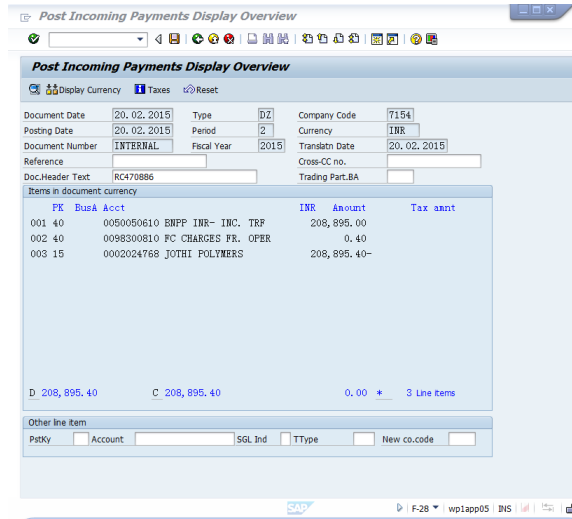 Post Incoming Payments Display Overview
Post Incoming Payments Display Overview
Display Currency Taxes Reset
Document Date 20.02.2015 Type DZ Company Code 7154
Posting Date 20.02.2015 Period 2 Currency INR
Document Number INTERNAL Fiscal Year 2015 Translatn Date 20.02.2015
Reference Cross-CC no.
Doc.Header Text RC470886 Trading Part.BA
Items in document currency
PK BusA Acct INR Amount Tax amnt
001 40 0050050610 BNPP INR- INC. TRF 208,895.00
002 40 0098300810 FC CHARGES FR. OPER 0.40
003 15 0002024768 JOTHI POLYMERS 208,895.40-
D 208,895.40 C 208,895.40 0.00 * 3 Line items
Other line item
PstKy Account SGL Ind TType New co.code
SAP F-28 wp1app05 INS